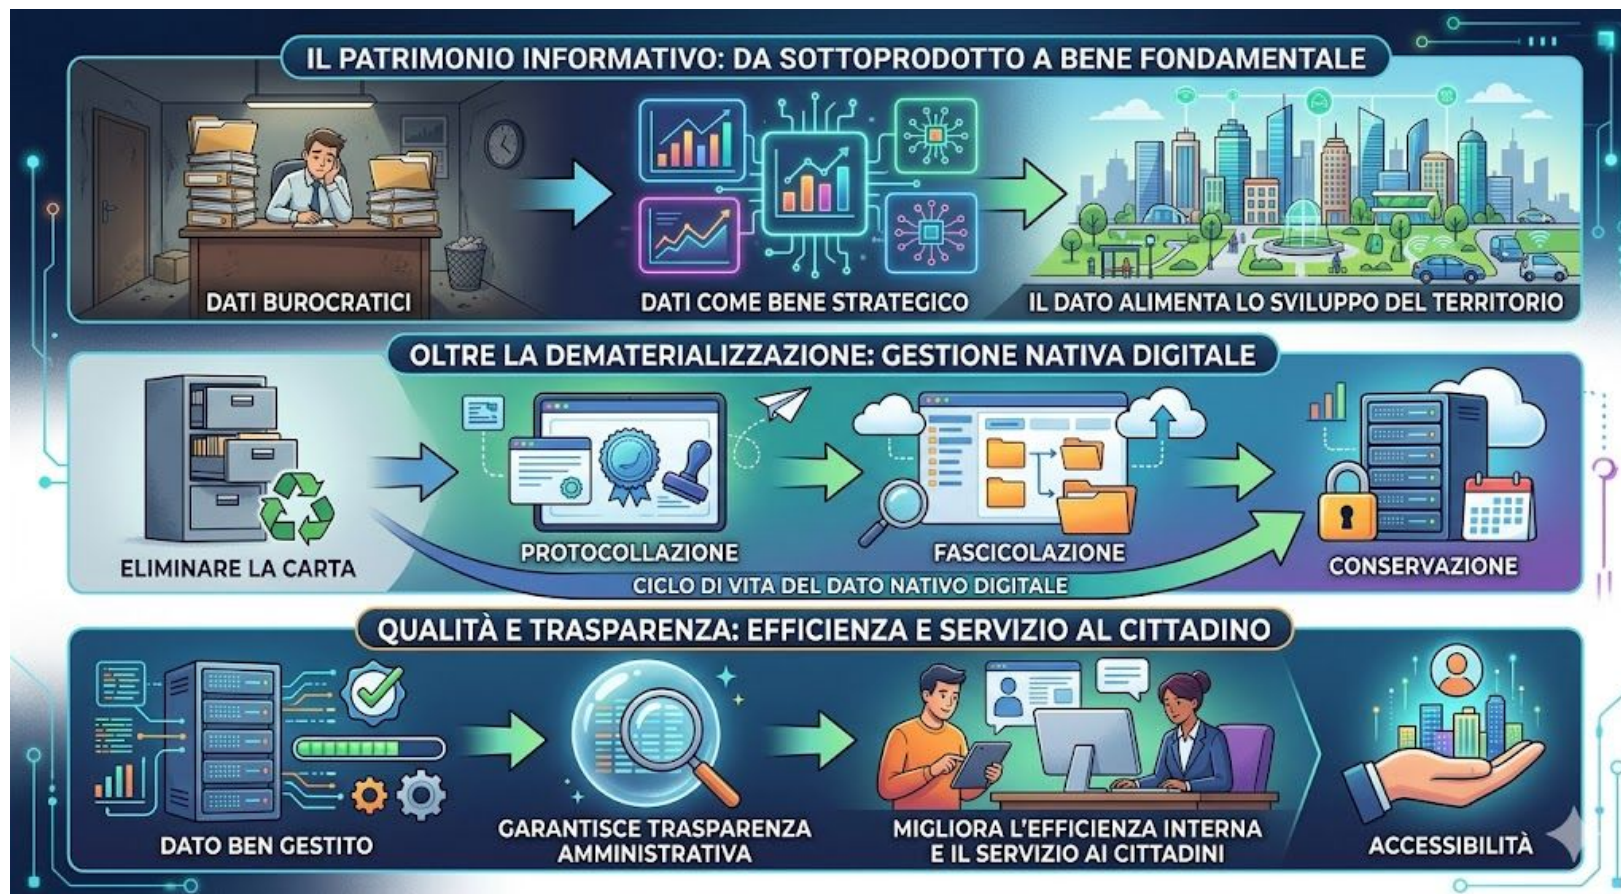 IL PATRIMONIO INFORMATIVO: DA SOTTOPRODOTTO A BENE FONDAMENTALE
DATI BUROCRATICI
DATI COME BENE STRATEGICO
IL DATO ALIMENTA LO SVILUPPO DEL TERRITORIO
OLTRE LA DEMATERIALIZZAZIONE: GESTIONE NATIVA DIGITALE
ELIMINARE LA CARTA
PROTOCOLLAZIONE
FASCICOLAZIONE
CONSERVAZIONE
CICLO DI VITA DEL DATO NATIVO DIGITALE
QUALITÀ E TRASPARENZA: EFFICIENZA E SERVIZIO AL CITTADINO
DATO BEN GESTITO
GARANTISCE TRASPARENZA
AMMINISTRATIVA
MIGLIORA L'EFFICIENZA INTERNA
E IL SERVIZIO AI CITTADINI
ACCESSIBILITÀ